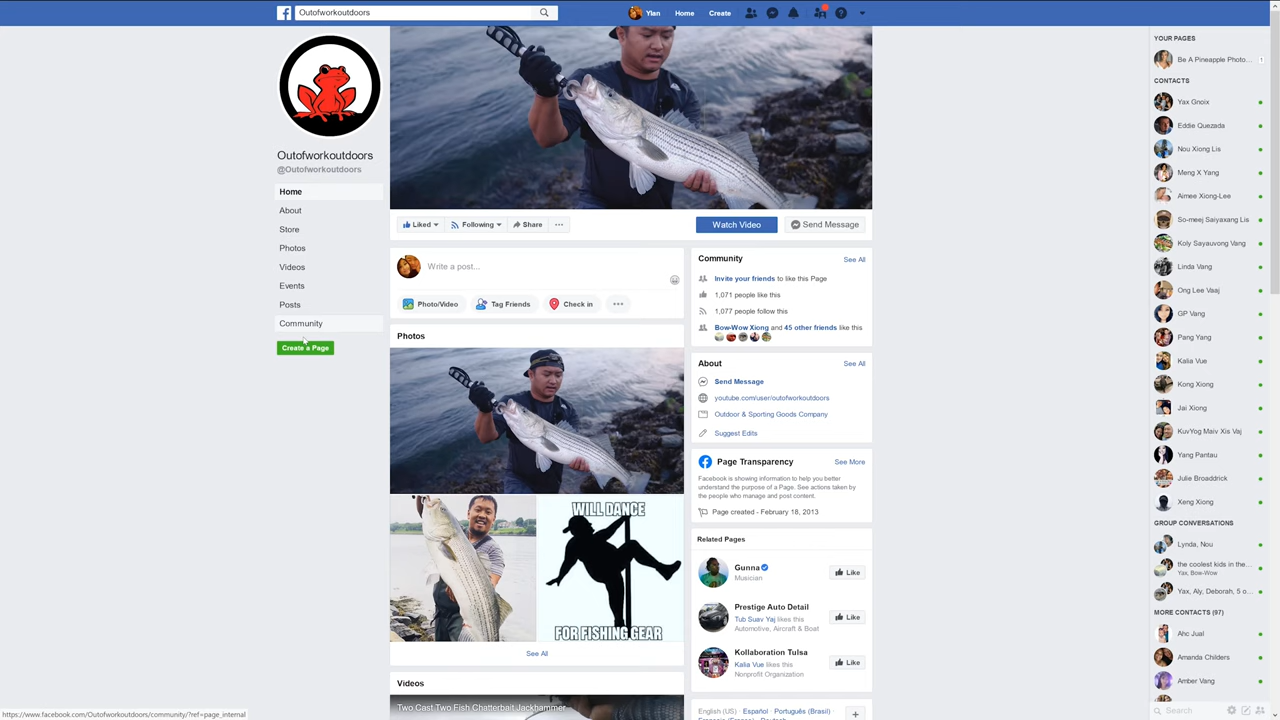 Outofworkoutdoors
Ylan Home Create
Outofworkoutdoors
@Outofworkoutdoors
Home
About
Store
Photos
Videos
Events
Posts
Community
Create a Page
Liked Following Share ...
Watch Video Send Message
Write a post...
Photo/Video Tag Friends Check in ...
Photos
WILL DANCE
FOR FISHING GEAR
See All
Videos
Two Cast Two Fish Chatterbait Jackhammer
Community See All
Invite your friends to like this Page
1,071 people like this
1,077 people follow this
Bow-Wow Xiong and 45 other friends like this
About See All
Send Message
youtube.com/user/outofworkoutdoors
Outdoor & Sporting Goods Company
Suggest Edits
Page Transparency See More
Facebook is showing information to help you better
understand the purpose of a Page. See actions taken by
the people who manage and post content.
Page created - February 18, 2013
Related Pages
Gunna Like
Musician
Prestige Auto Detail
Tub Suav Yaj likes this Like
Automotive, Aircraft & Boat
Kollaboration Tulsa
Kalia Vue likes this Like
Nonprofit Organization
English (US) · Español · Português (Brasil) ·
YOUR PAGES
Be A Pineapple Photo... 1
CONTACTS
Yax Gnoix
Eddie Quezada
Nou Xiong Lis
Meng X Yang
Aimee Xiong-Lee
So-meej Saiyaxang Lis
Koly Sayauvong Vang
Linda Vang
Ong Lee Vaaj
GP Vang
Pang Yang
Kalia Vue
Kong Xiong
Jai Xiong
KuvYog Maiv Xis Vaj
Yang Pantau
Julie Broaddrick
Xeng Xiong
GROUP CONVERSATIONS
Lynda, Nou
the coolest kids in the...
Yax, Bow-Wow
Yax, Aly, Deborah, 5 o...
MORE CONTACTS (97)
Ahc Jual
Amanda Childers
Amber Vang
Search
https://www.facebook.com/Outofworkoutdoors/community/?ref=page_internal